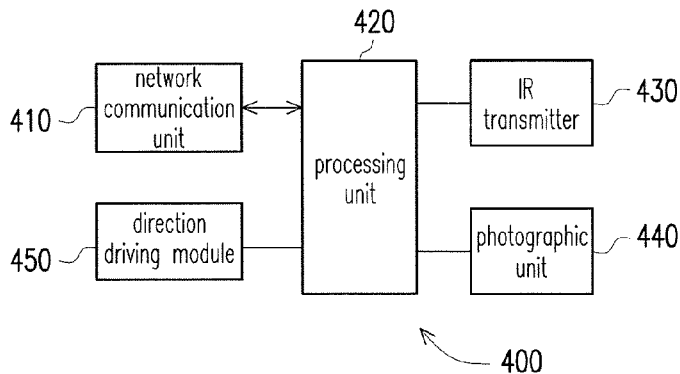 420
network
communication
unit
410
IR
transmitter
430
processing
unit
direction
driving module
450
photographic
unit
440
400